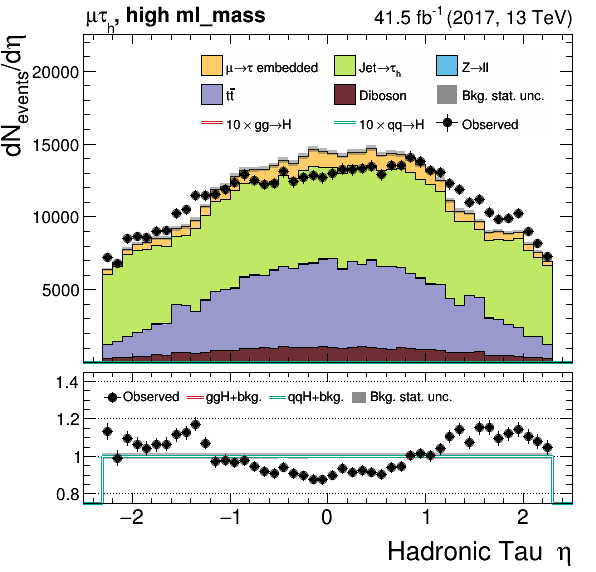 μτh, high ml_mass 41.5 fb⁻¹ (2017, 13 TeV)
dN_events/dη
20000
15000
10000
5000
μ→τ embedded Jet→τh Z→ll
tt̄ Diboson Bkg. stat. unc.
10 × gg→H 10 × qq→H Observed
1.4
1.2
1
0.8
Observed ggH+bkg. qqH+bkg. Bkg. stat. unc.
−2 −1 0 1 2
Hadronic Tau η